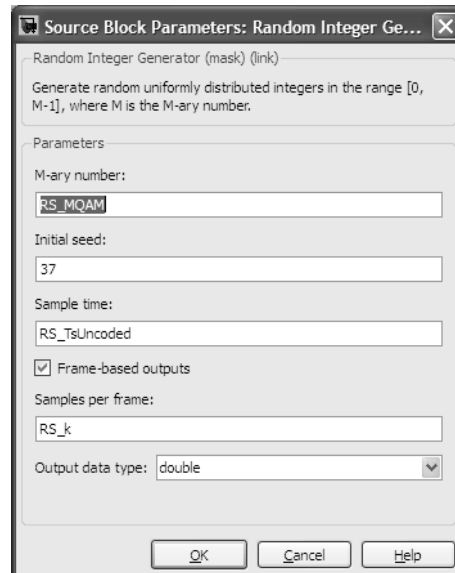 Source Block Parameters: Random Integer Ge...
Random Integer Generator (mask) (link)
Generate random uniformly distributed integers in the range [0,
M-1], where M is the M-ary number.
Parameters
M-ary number:
RS_MQAM
Initial seed:
37
Sample time:
RS_TsUncoded
Frame-based outputs
Samples per frame:
RS_k
Output data type: double
OK Cancel Help